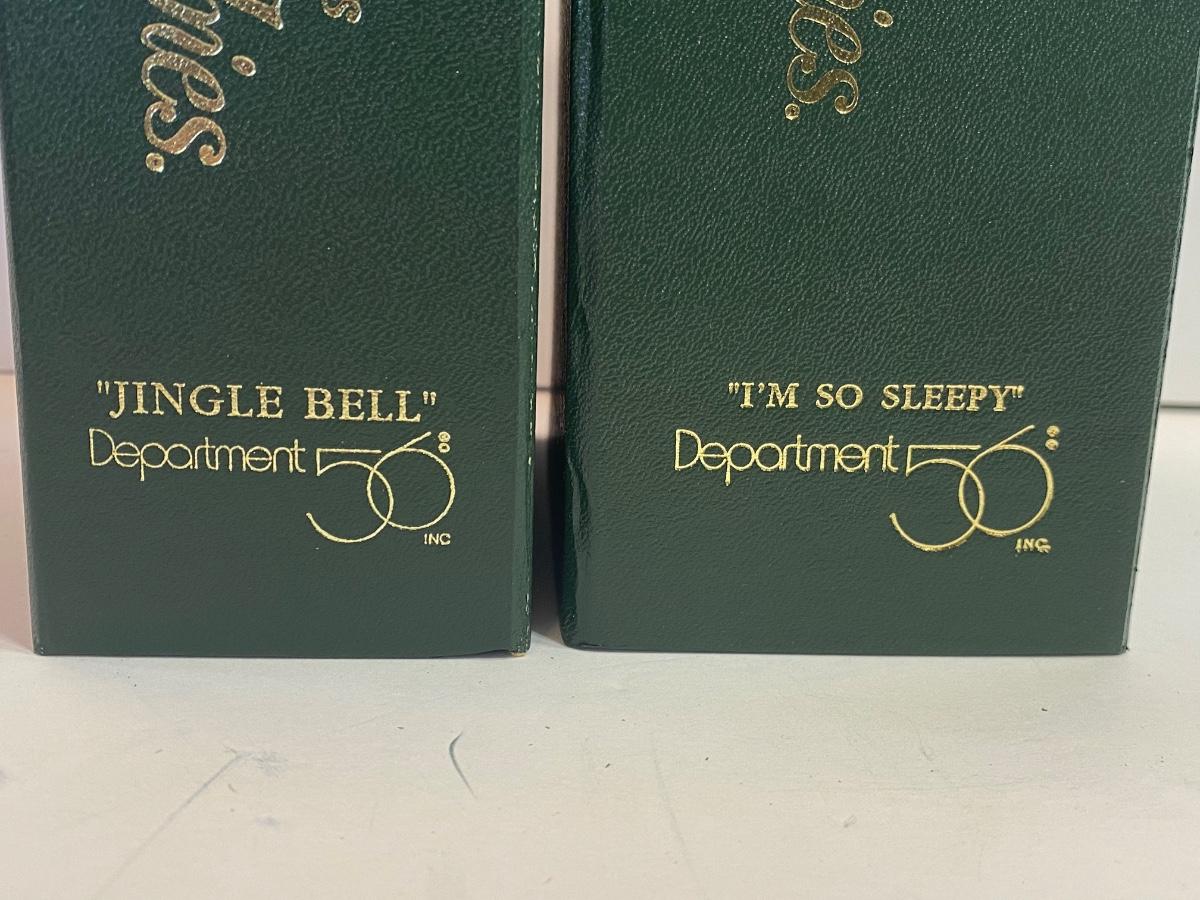 "JINGLE BELL"
Department 56®
INC
"I'M SO SLEEPY"
Department 56®
INC